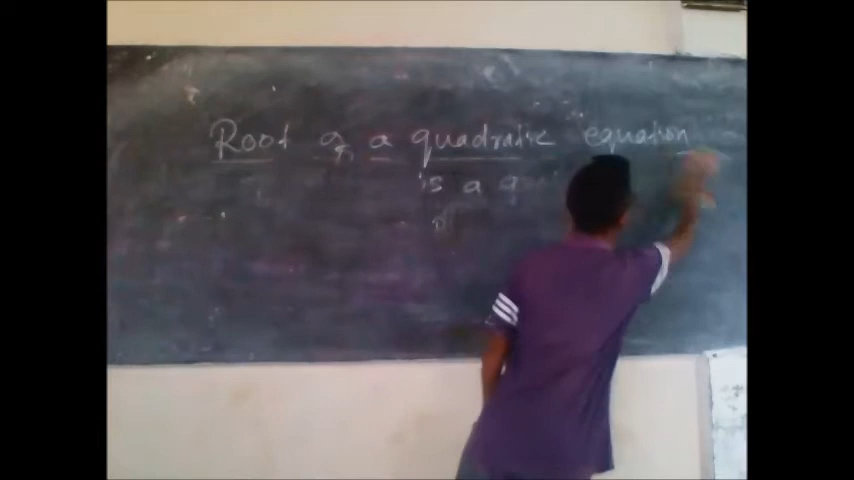 Root of a quadratic equation
is a